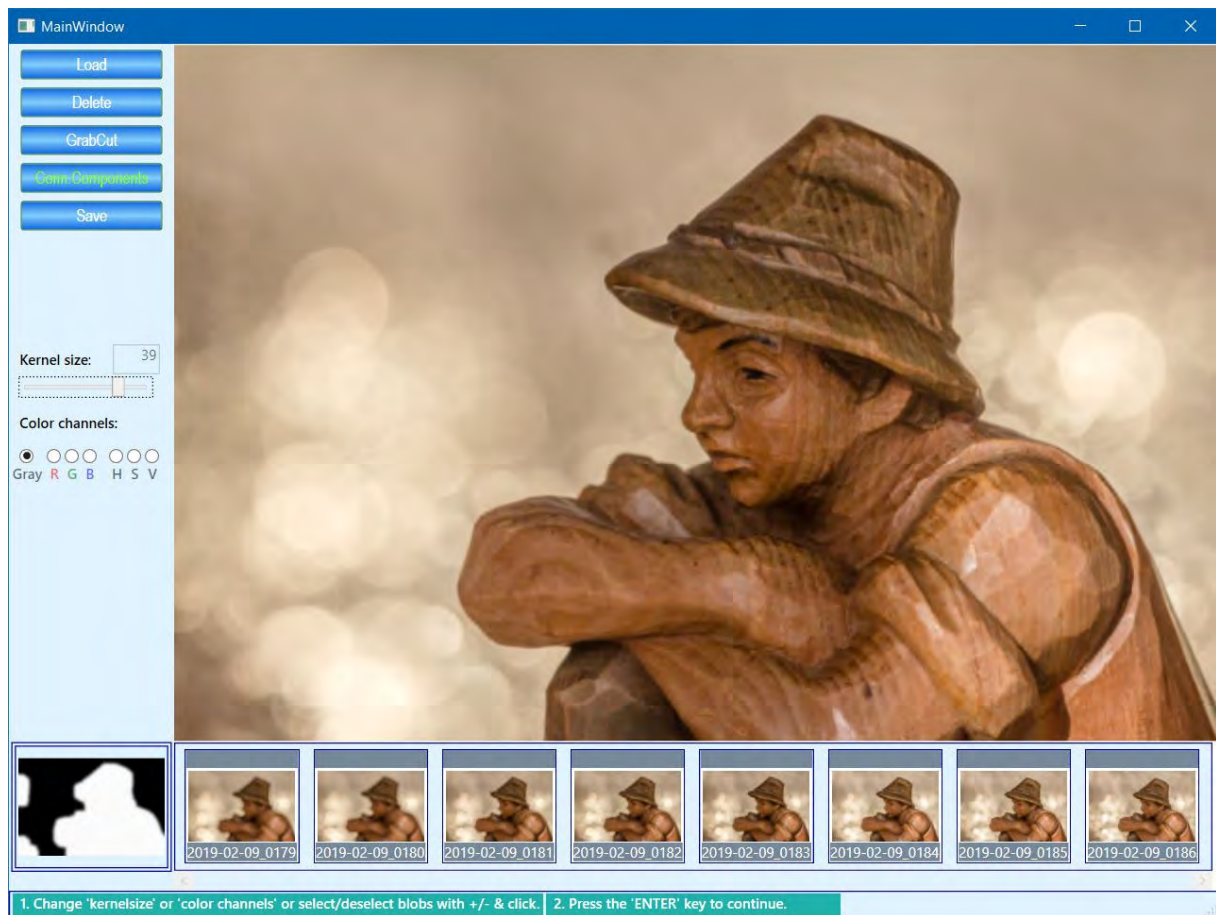 MainWindow
Load
Delete
GrabCut
Conn.Components
Save
Kernel size: 39
Color channels:
Gray R G B H S V
2019-02-09_0179 2019-02-09_0180 2019-02-09_0181 2019-02-09_0182 2019-02-09_0183 2019-02-09_0184 2019-02-09_0185 2019-02-09_0186
1. Change 'kernelsize' or 'color channels' or select/deselect blobs with +/- & click. 2. Press the 'ENTER' key to continue.